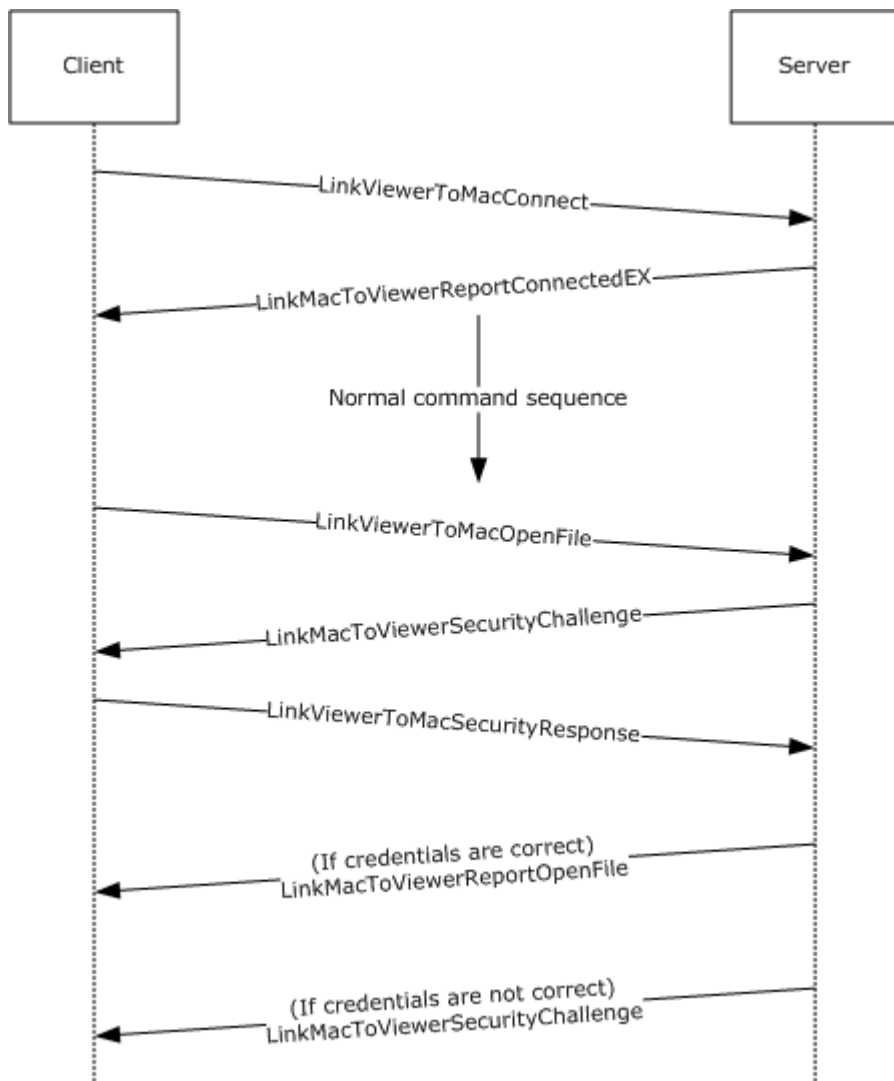 Client
Server
LinkViewerToMacConnect
LinkMacToViewerReportConnectedEX
Normal command sequence
LinkViewerToMacOpenFile
LinkMacToViewerSecurityChallenge
LinkViewerToMacSecurityResponse
(If credentials are correct)
LinkMacToViewerReportOpenFile
(If credentials are not correct)
LinkMacToViewerSecurityChallenge